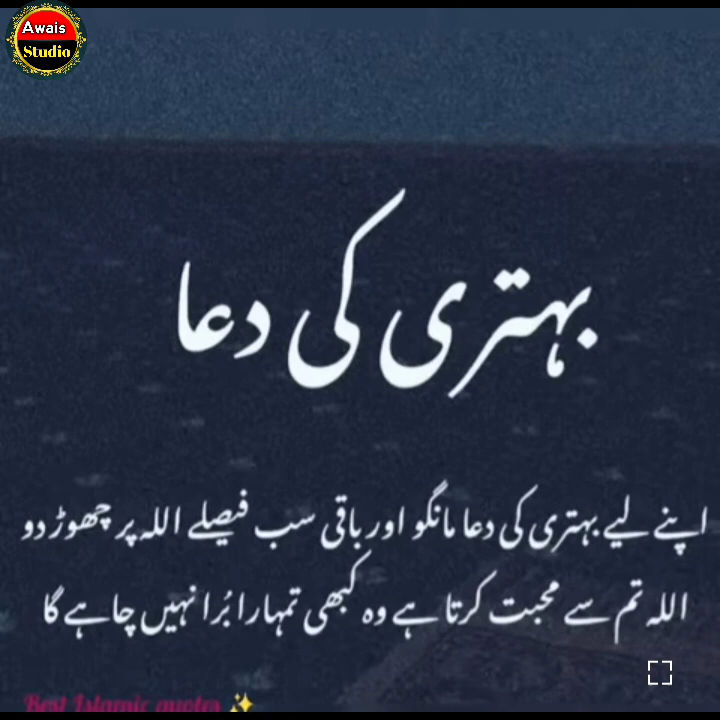 Awais
Studio
بہتری کی دعا
اپنے لیے بہتری کی دعا مانگو اور باقی سب فیصلے اللہ پر چھوڑ دو
اللہ تم سے محبت کرتا ہے وہ کبھی تمہارا بُرا نہیں چاہے گا
Best Islamic quotes ✨